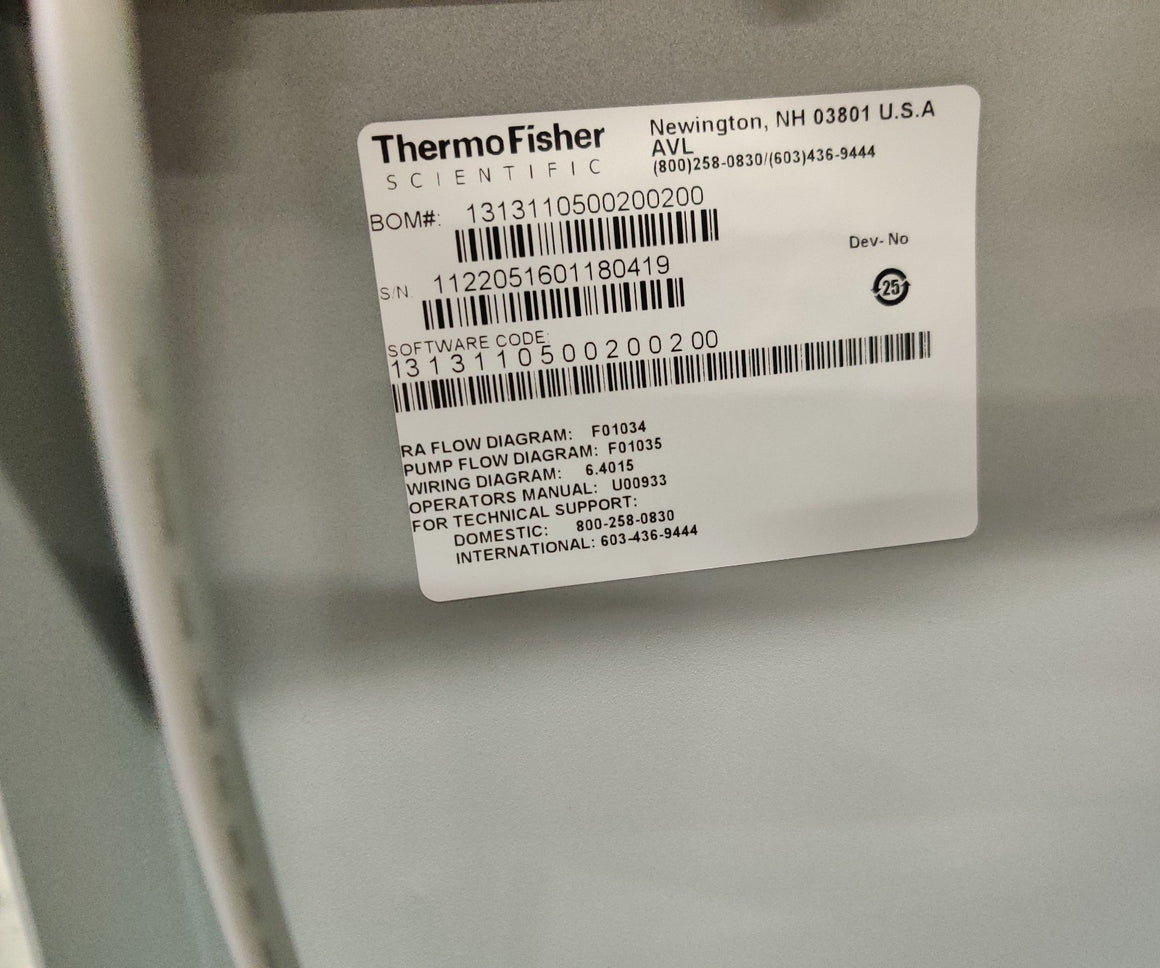 ThermoFisher
SCIENTIFIC
Newington, NH 03801 U.S.A
AVL
(800)258-0830/(603)436-9444
BOM#: 1313110500200200
Dev- No
S/N. 1122051601180419
25
SOFTWARE CODE:
1313110500200200
RA FLOW DIAGRAM: F01034
PUMP FLOW DIAGRAM: F01035
WIRING DIAGRAM: 6.4015
OPERATORS MANUAL: U00933
FOR TECHNICAL SUPPORT:
DOMESTIC: 800-258-0830
INTERNATIONAL: 603-436-9444